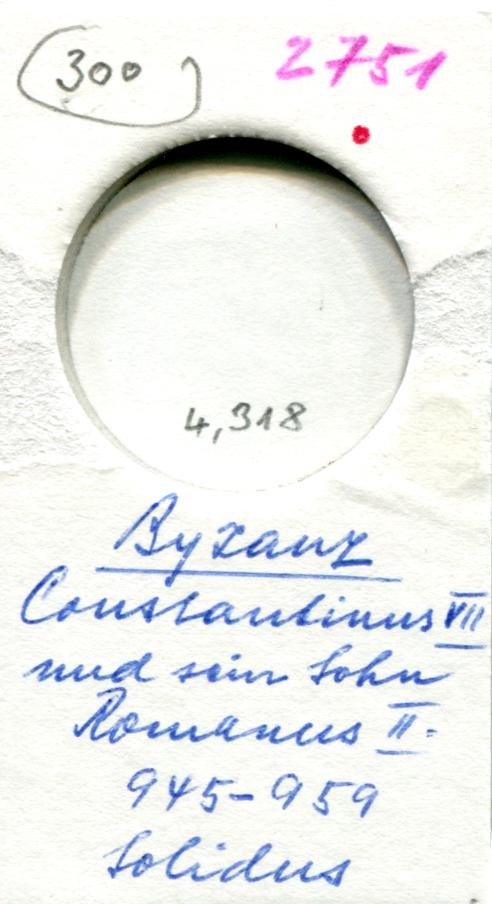 300 2751
4,318
Byzanz
Constantinus VII
und sein Sohn
Romanus II.
945-959
Solidus